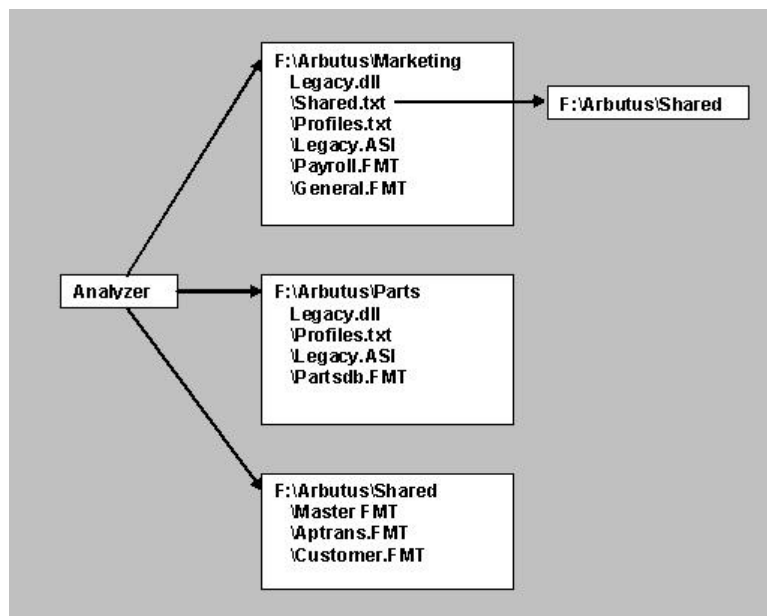 F:\Arbutus\Marketing
Legacy.dll
\Shared.txt
\Profiles.txt
\Legacy.ASI
\Payroll.FMT
\General.FMT
F:\Arbutus\Shared
Analyzer
F:\Arbutus\Parts
Legacy.dll
\Profiles.txt
\Legacy.ASI
\Partsdb.FMT
F:\Arbutus\Shared
\Master FMT
\Aptrans.FMT
\Customer.FMT